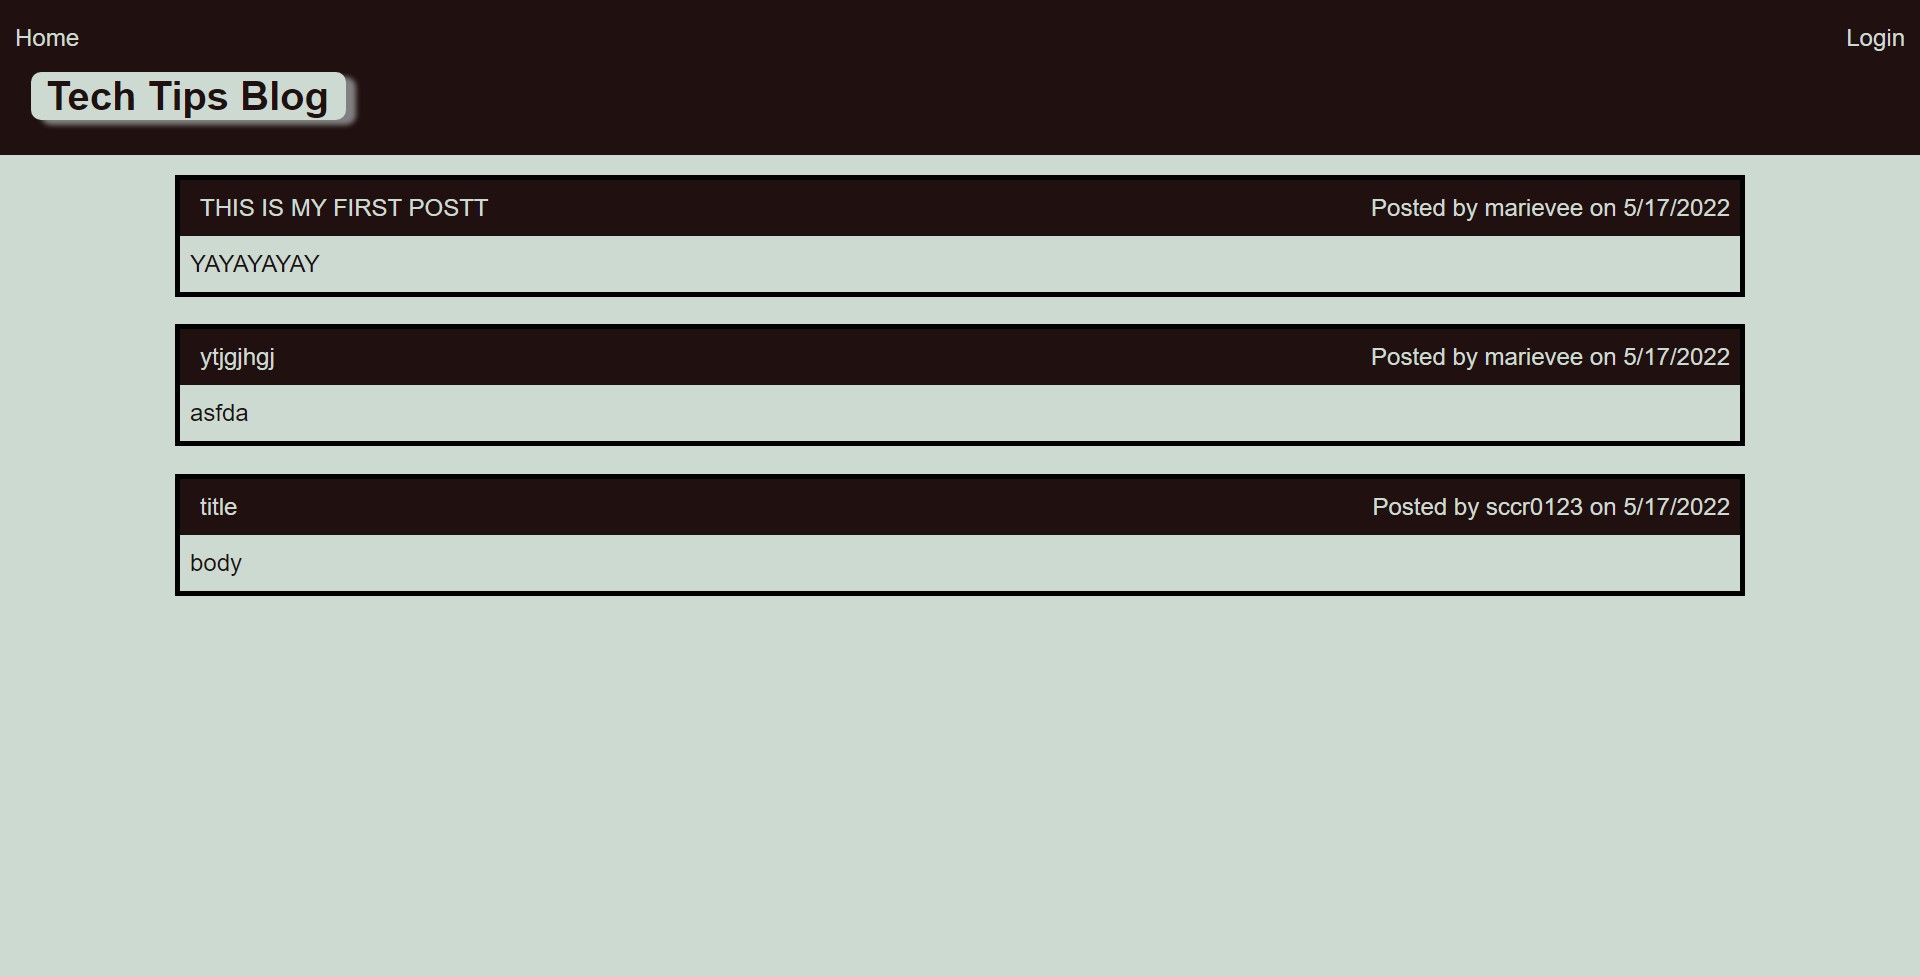 Home
Login
Tech Tips Blog
THIS IS MY FIRST POSTT
Posted by marievee on 5/17/2022
YAYAYAYAY
ytjgjhgj
Posted by marievee on 5/17/2022
asfda
title
Posted by sccr0123 on 5/17/2022
body